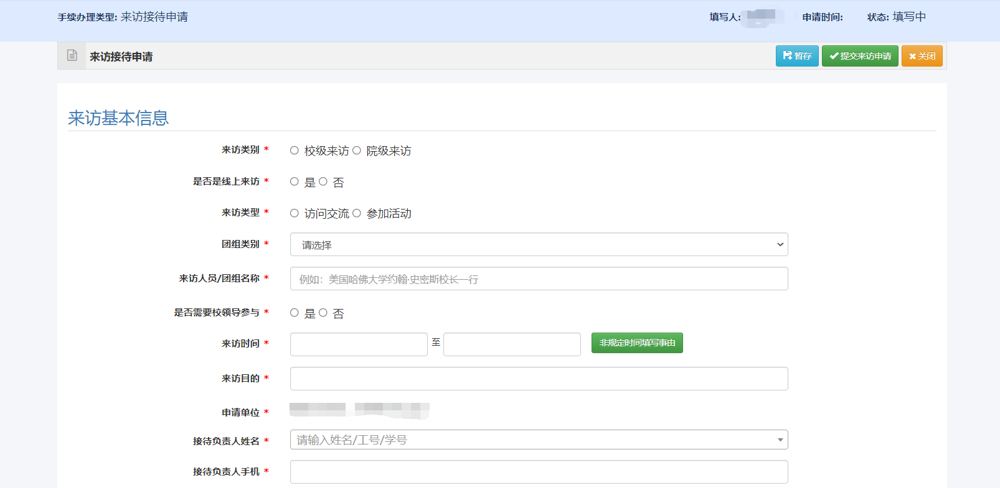 手续办理类型: 来访接待申请 填写人: 申请时间: 状态: 填写中
来访接待申请 暂存 提交来访申请 关闭
来访基本信息
来访类别 * 校级来访 院级来访
是否是线上来访 * 是 否
来访类型 * 访问交流 参加活动
团组类别 * 请选择
来访人员/团组名称 * 例如：美国哈佛大学约翰·史密斯校长一行
是否需要校领导参与 * 是 否
来访时间 * 至 非规定时间填写事由
来访目的 *
申请单位 *
接待负责人姓名 * 请输入姓名/工号/学号
接待负责人手机 *